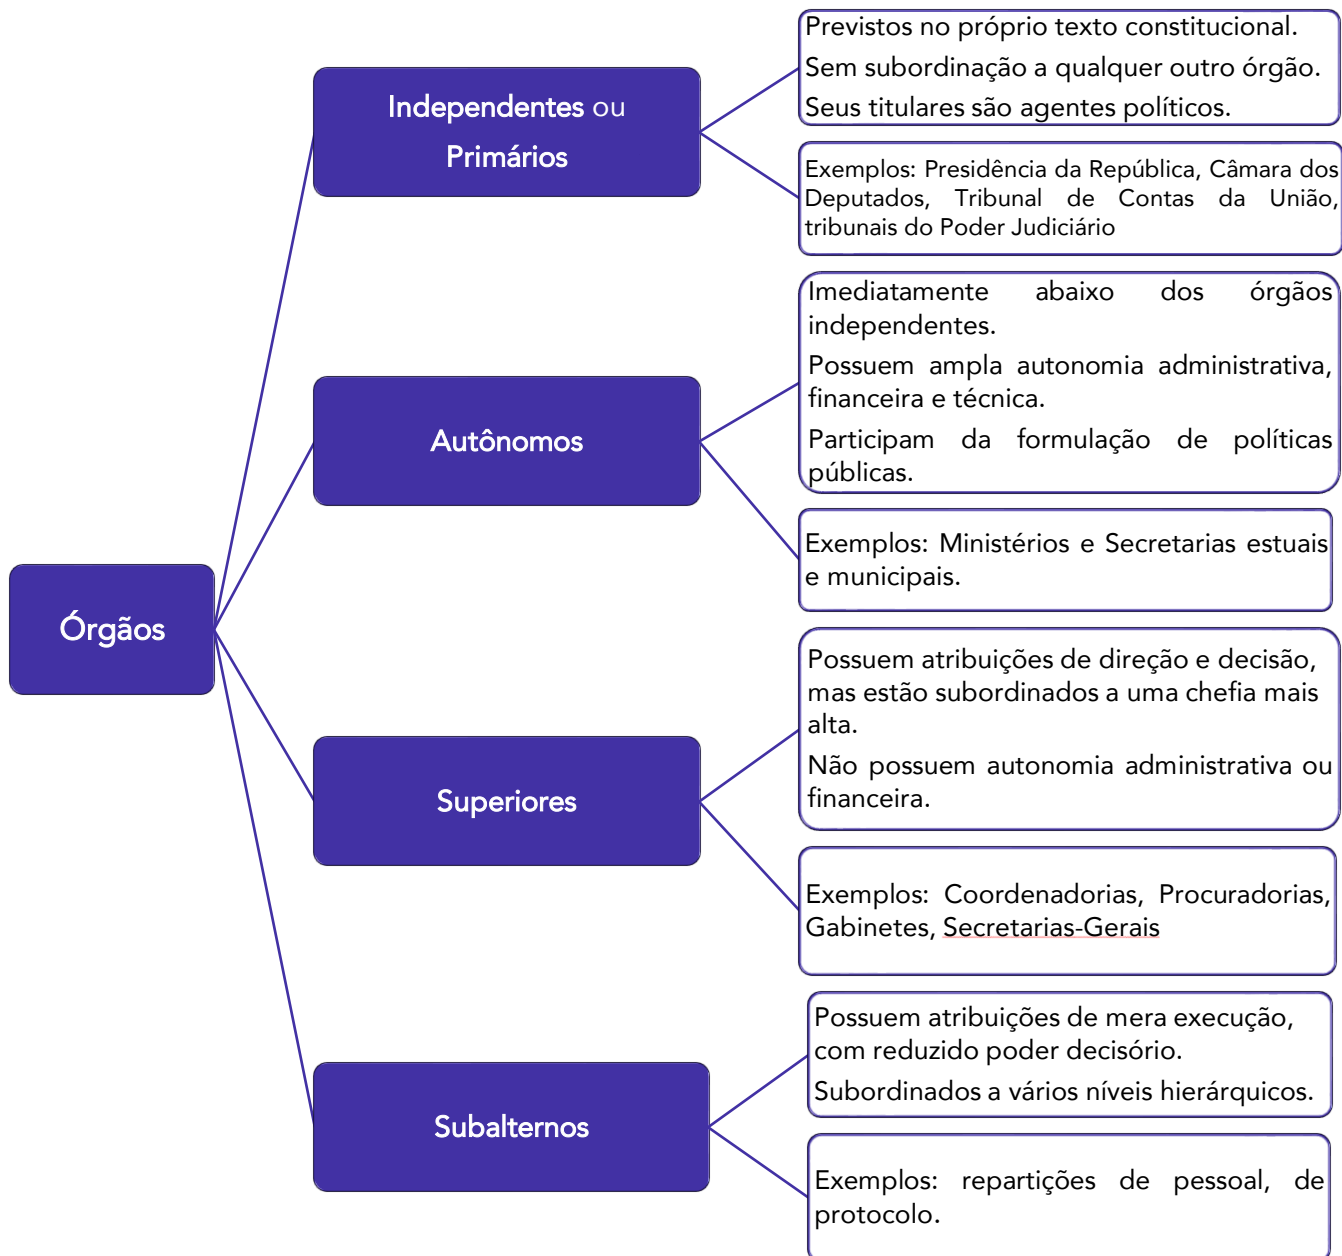 Órgãos
Independentes ou
Primários
Previstos no próprio texto constitucional.
Sem subordinação a qualquer outro órgão.
Seus titulares são agentes políticos.
Exemplos: Presidência da República, Câmara dos
Deputados, Tribunal de Contas da União,
tribunais do Poder Judiciário
Autônomos
Imediatamente abaixo dos órgãos
independentes.
Possuem ampla autonomia administrativa,
financeira e técnica.
Participam da formulação de políticas
públicas.
Exemplos: Ministérios e Secretarias estuais
e municipais.
Superiores
Possuem atribuições de direção e decisão,
mas estão subordinados a uma chefia mais
alta.
Não possuem autonomia administrativa ou
financeira.
Exemplos: Coordenadorias, Procuradorias,
Gabinetes, Secretarias-Gerais
Subalternos
Possuem atribuições de mera execução,
com reduzido poder decisório.
Subordinados a vários níveis hierárquicos.
Exemplos: repartições de pessoal, de
protocolo.